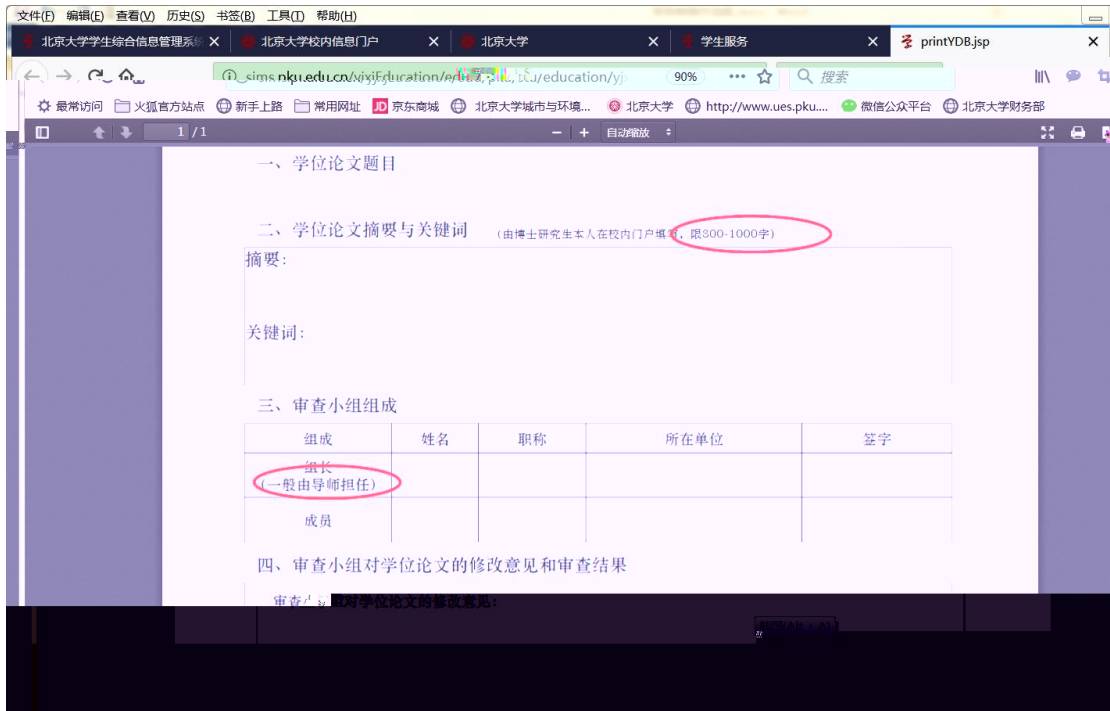 文件(F) 编辑(E) 查看(V) 历史(S) 书签(B) 工具(T) 帮助(H)
北京大学学生综合信息管理系统 北京大学校内信息门户 北京大学 学生服务 printYDB.jsp
90% 搜索
最常访问 火狐官方站点 新手上路 常用网址 JD 京东商城 北京大学城市与环境... 北京大学 http://www.ues.pku.... 微信公众平台 北京大学财务部
1 / 1 自动缩放
一、学位论文题目
二、学位论文摘要与关键词 (由博士研究生本人在校内门户填写，限800-1000字)
摘要:
关键词:
三、审查小组组成
组成 姓名 职称 所在单位 签字
组长
(一般由导师担任)
成员
四、审查小组对学位论文的修改意见和审查结果
审查小组对学位论文的修改意见: